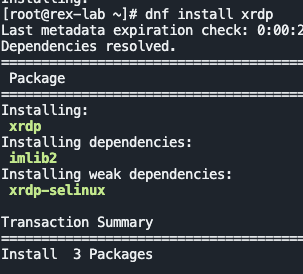 Installing:
[root@rex-lab ~]# dnf install xrdp
Last metadata expiration check: 0:00:2
Dependencies resolved.
================================================
 Package
================================================
Installing:
 xrdp
Installing dependencies:
 imlib2
Installing weak dependencies:
 xrdp-selinux

Transaction Summary
================================================
Install  3 Packages